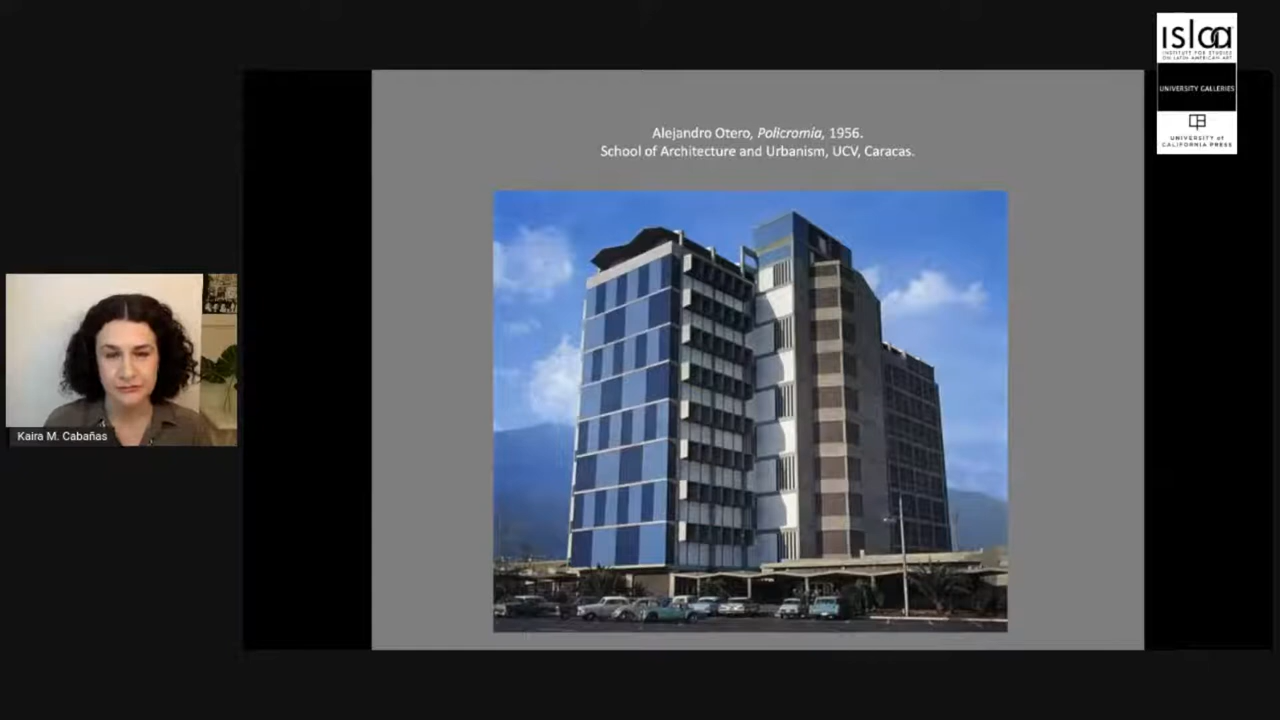 islaa
INSTITUTE FOR STUDIES
ON LATIN AMERICAN ART
UNIVERSITY GALLERIES
UNIVERSITY of
CALIFORNIA PRESS
Alejandro Otero, Policromía, 1956.
School of Architecture and Urbanism, UCV, Caracas.
Kaira M. Cabañas